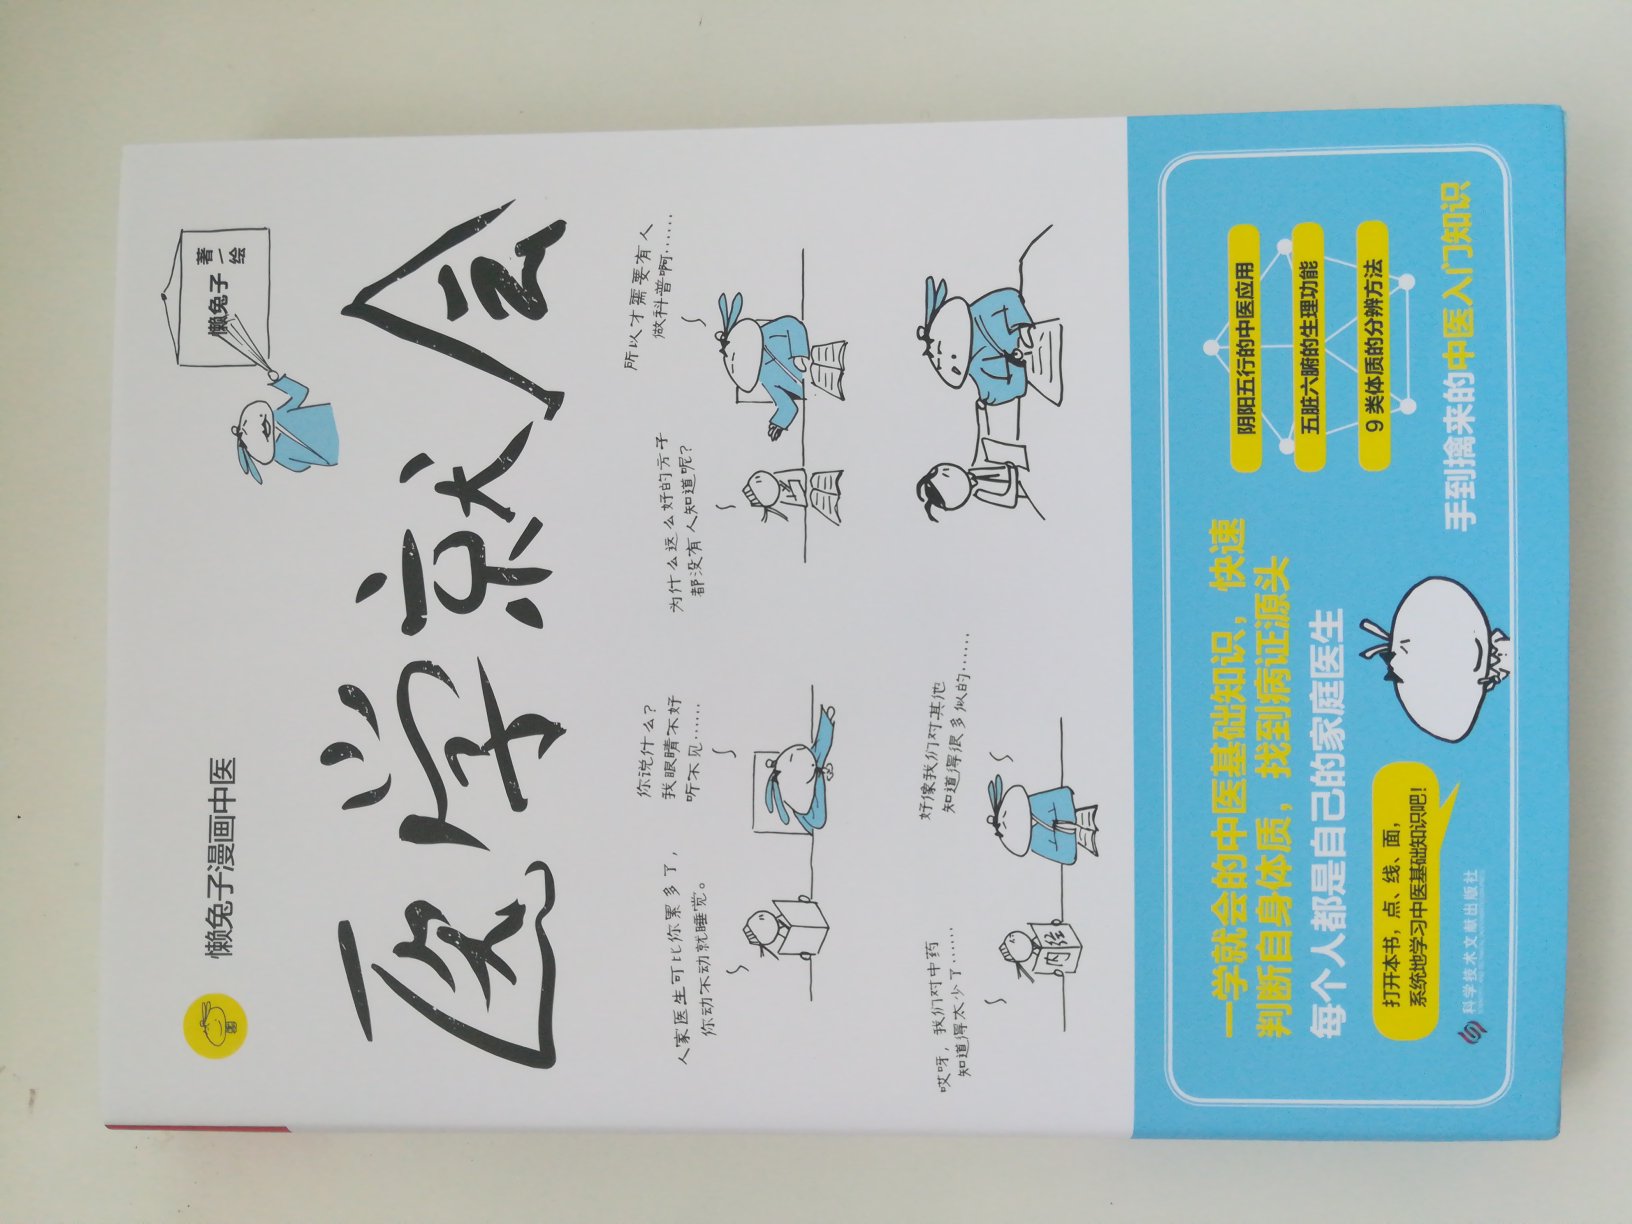 懒兔子漫画中医
懒兔子 著 绘
医学就会
人家医生可比你累多了，
你动不动就睡觉。
你说什么？
我眼睛不好
听不见……
为什么这么好的方子
都没有人知道呢？
所以才需要有人
做科普啊……
哎呀，我们对中药
知道得太少了……
好像我们对其他
知道得很多似的……
内经
一学就会的中医基础知识，快速
判断自身体质，找到病证源头
每个人都是自己的家庭医生
打开本书，点、线、面，
系统地学习中医基础知识吧！
阴阳五行的中医应用
五脏六腑的生理功能
9类体质的分辨方法
手到擒来的中医入门知识
科学技术文献出版社